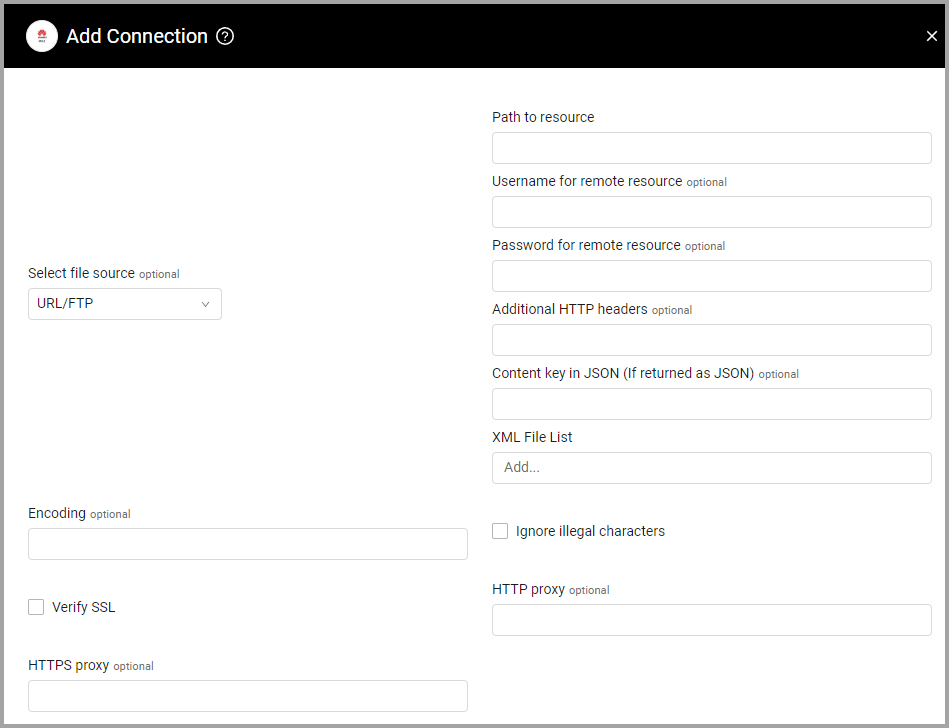 Add Connection ?
Path to resource
Username for remote resource optional
Password for remote resource optional
Select file source optional
URL/FTP
Additional HTTP headers optional
Content key in JSON (If returned as JSON) optional
XML File List
Add...
Encoding optional
Ignore illegal characters
HTTP proxy optional
Verify SSL
HTTPS proxy optional